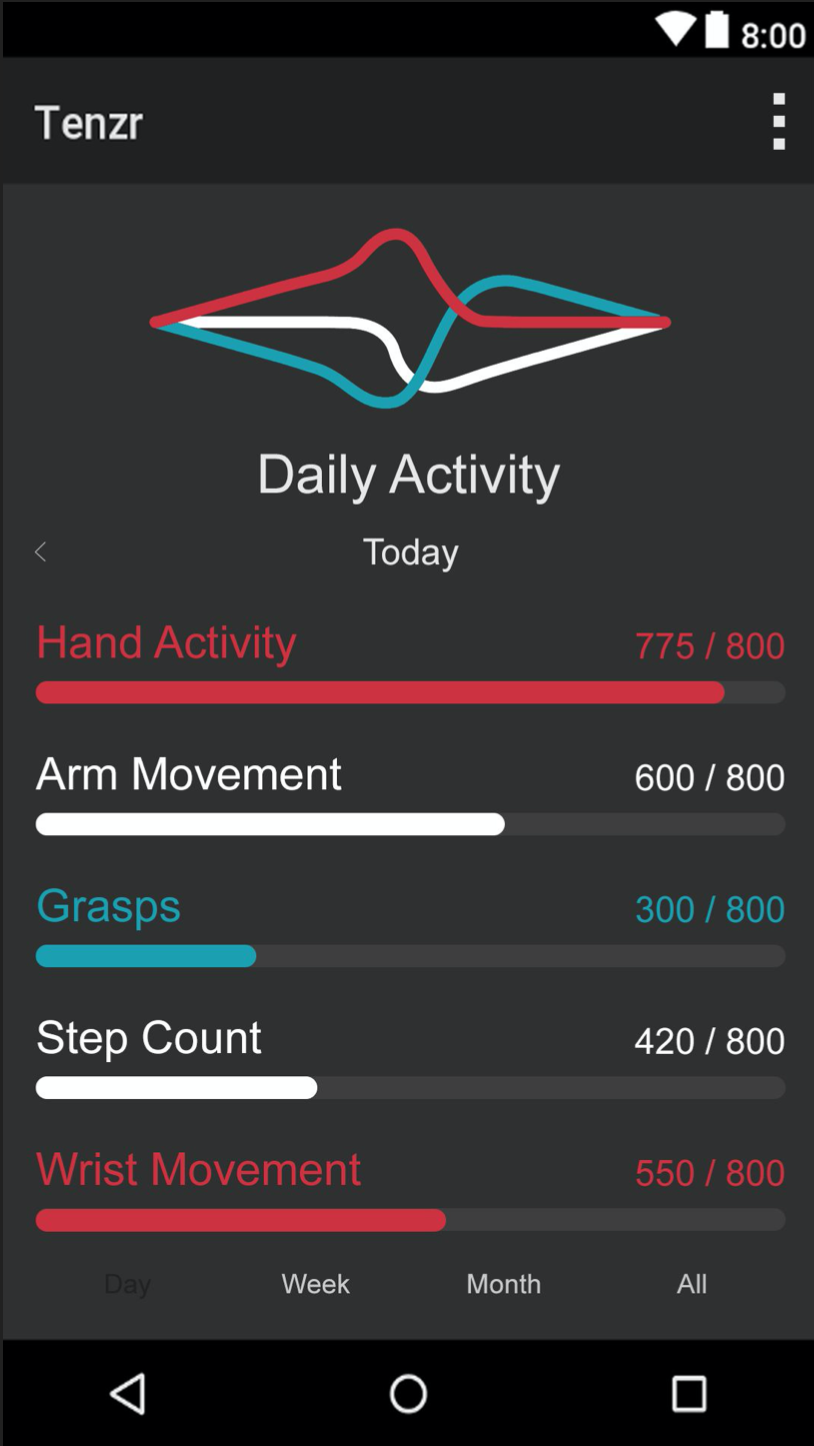 8:00
Tenzr
Daily Activity
Today
Hand Activity 775 / 800
Arm Movement 600 / 800
Grasps 300 / 800
Step Count 420 / 800
Wrist Movement 550 / 800
Day Week Month All